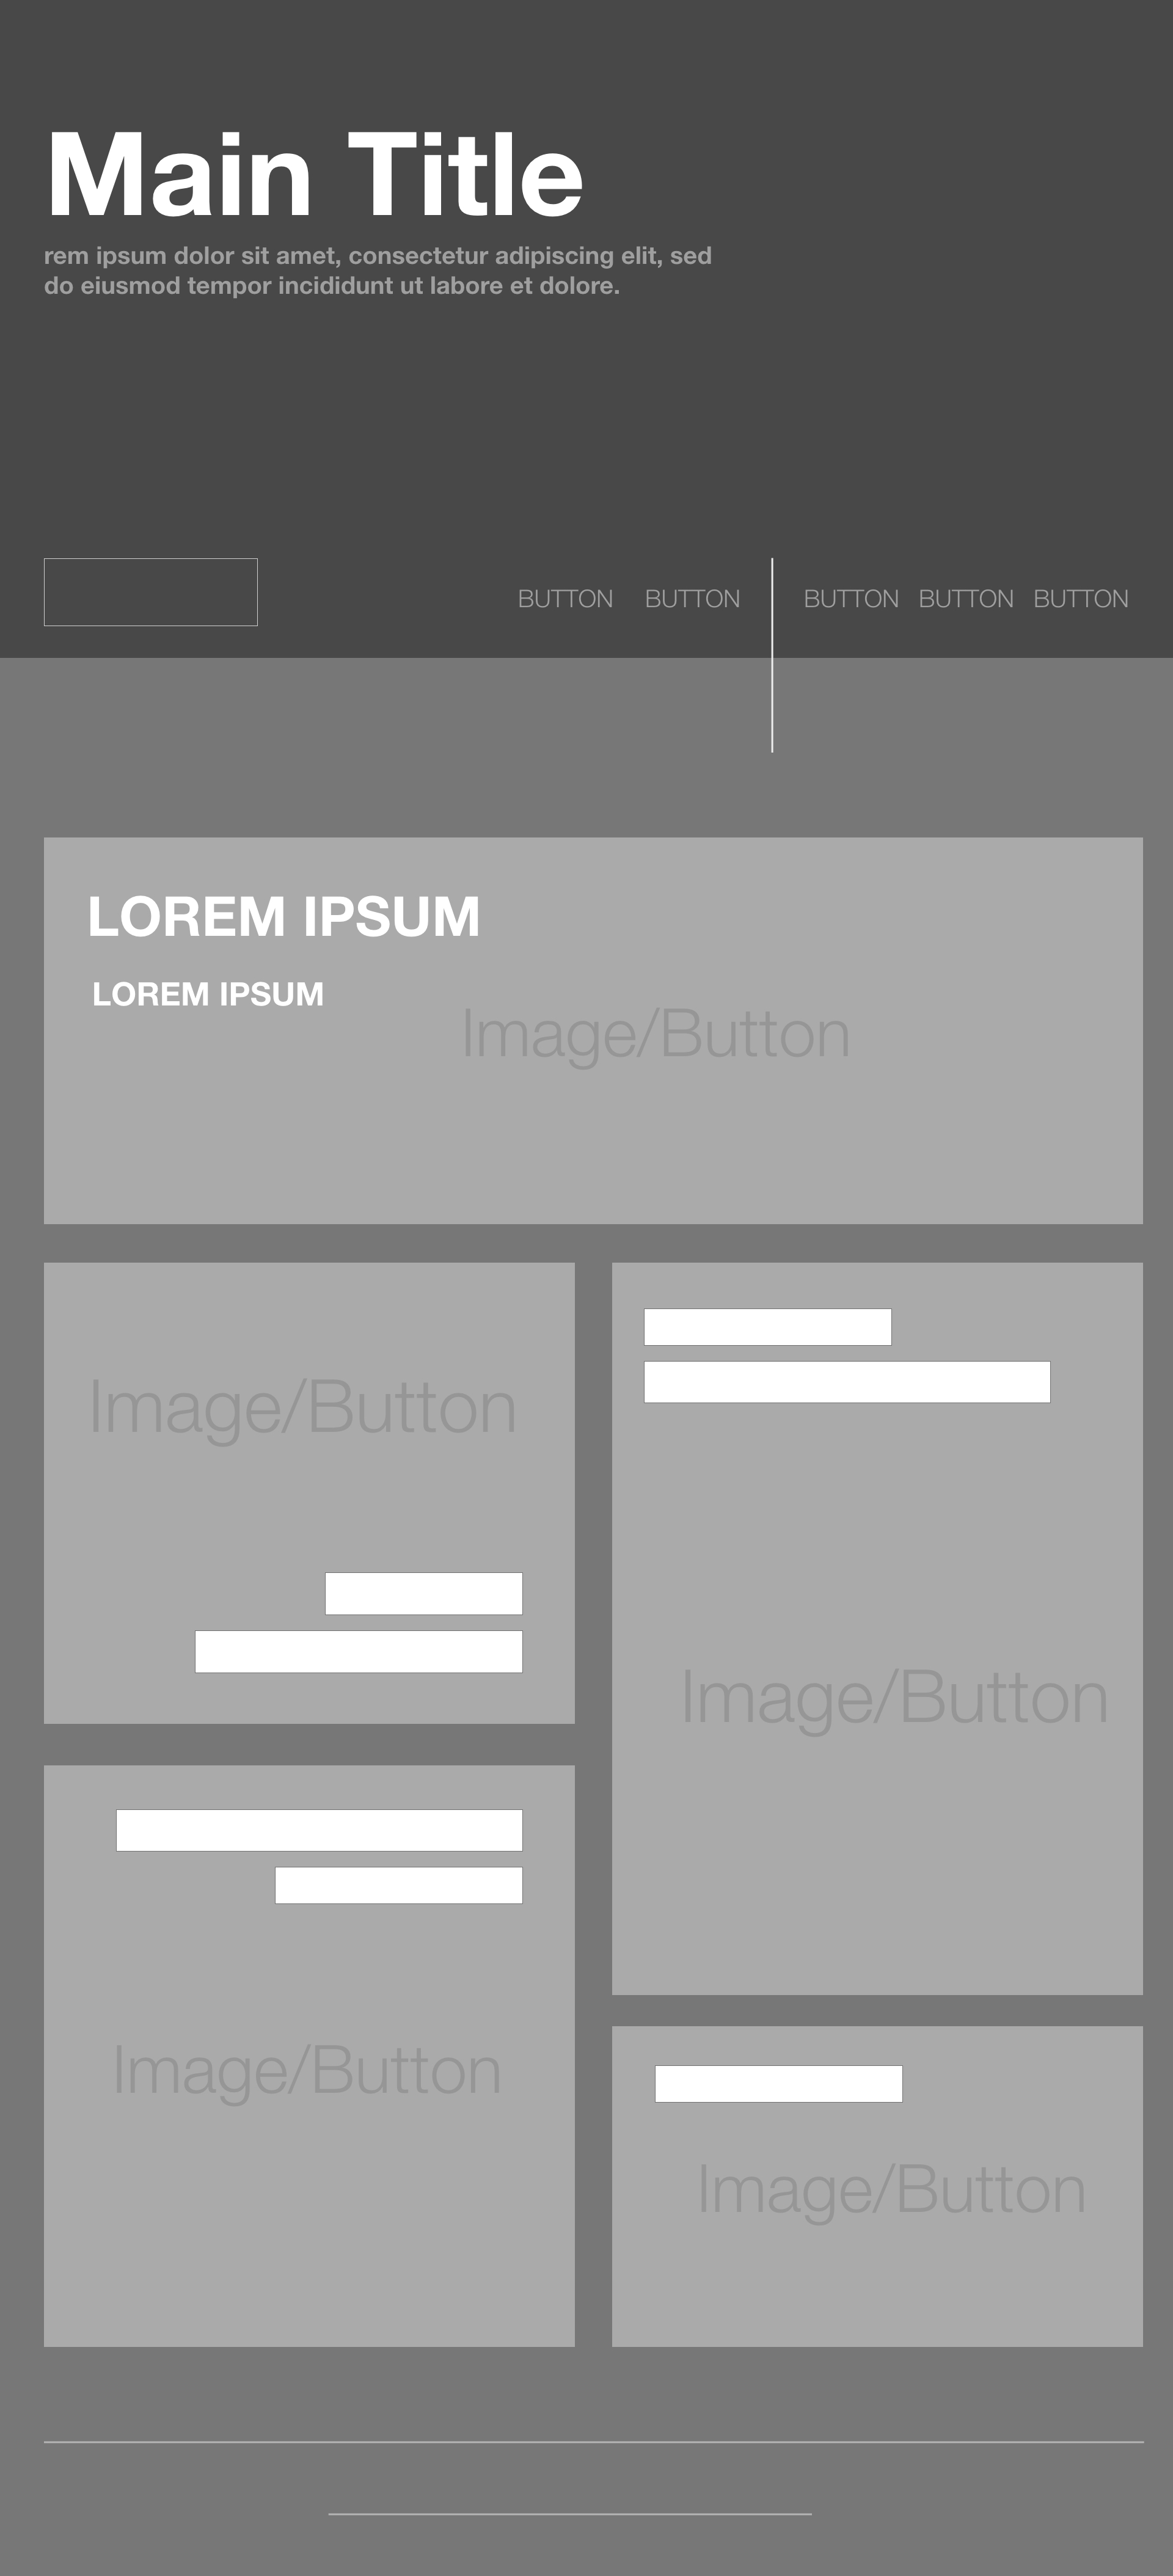 Main Title
rem ipsum dolor sit amet, consectetur adipiscing elit, sed
do eiusmod tempor incididunt ut labore et dolore.
BUTTON BUTTON BUTTON BUTTON BUTTON
LOREM IPSUM
LOREM IPSUM
Image/Button
Image/Button
Image/Button
Image/Button
Image/Button